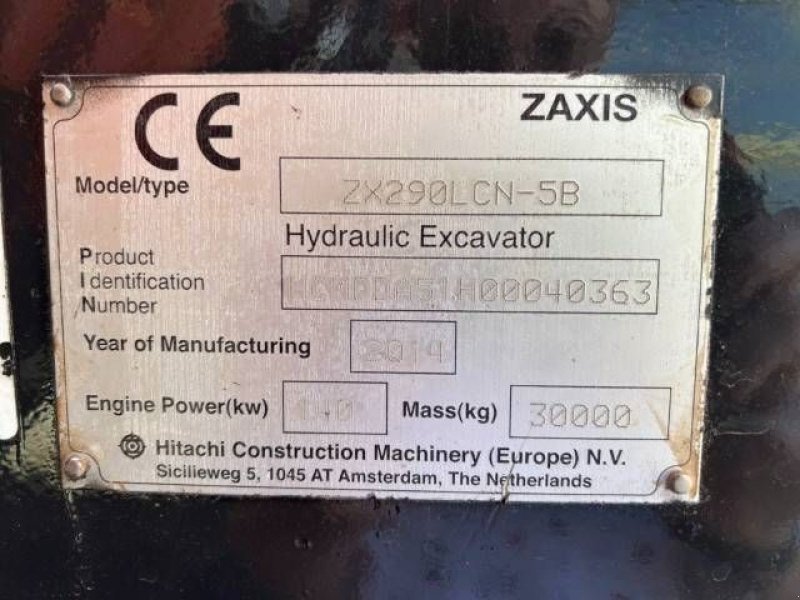 CE ZAXIS
Model/type ZX290LCN-5B
Hydraulic Excavator
Product
Identification
Number HCMPDA51H00040363
Year of Manufacturing 2014
Engine Power(kw) Mass(kg) 30000
Hitachi Construction Machinery (Europe) N.V.
Sicilieweg 5, 1045 AT Amsterdam, The Netherlands